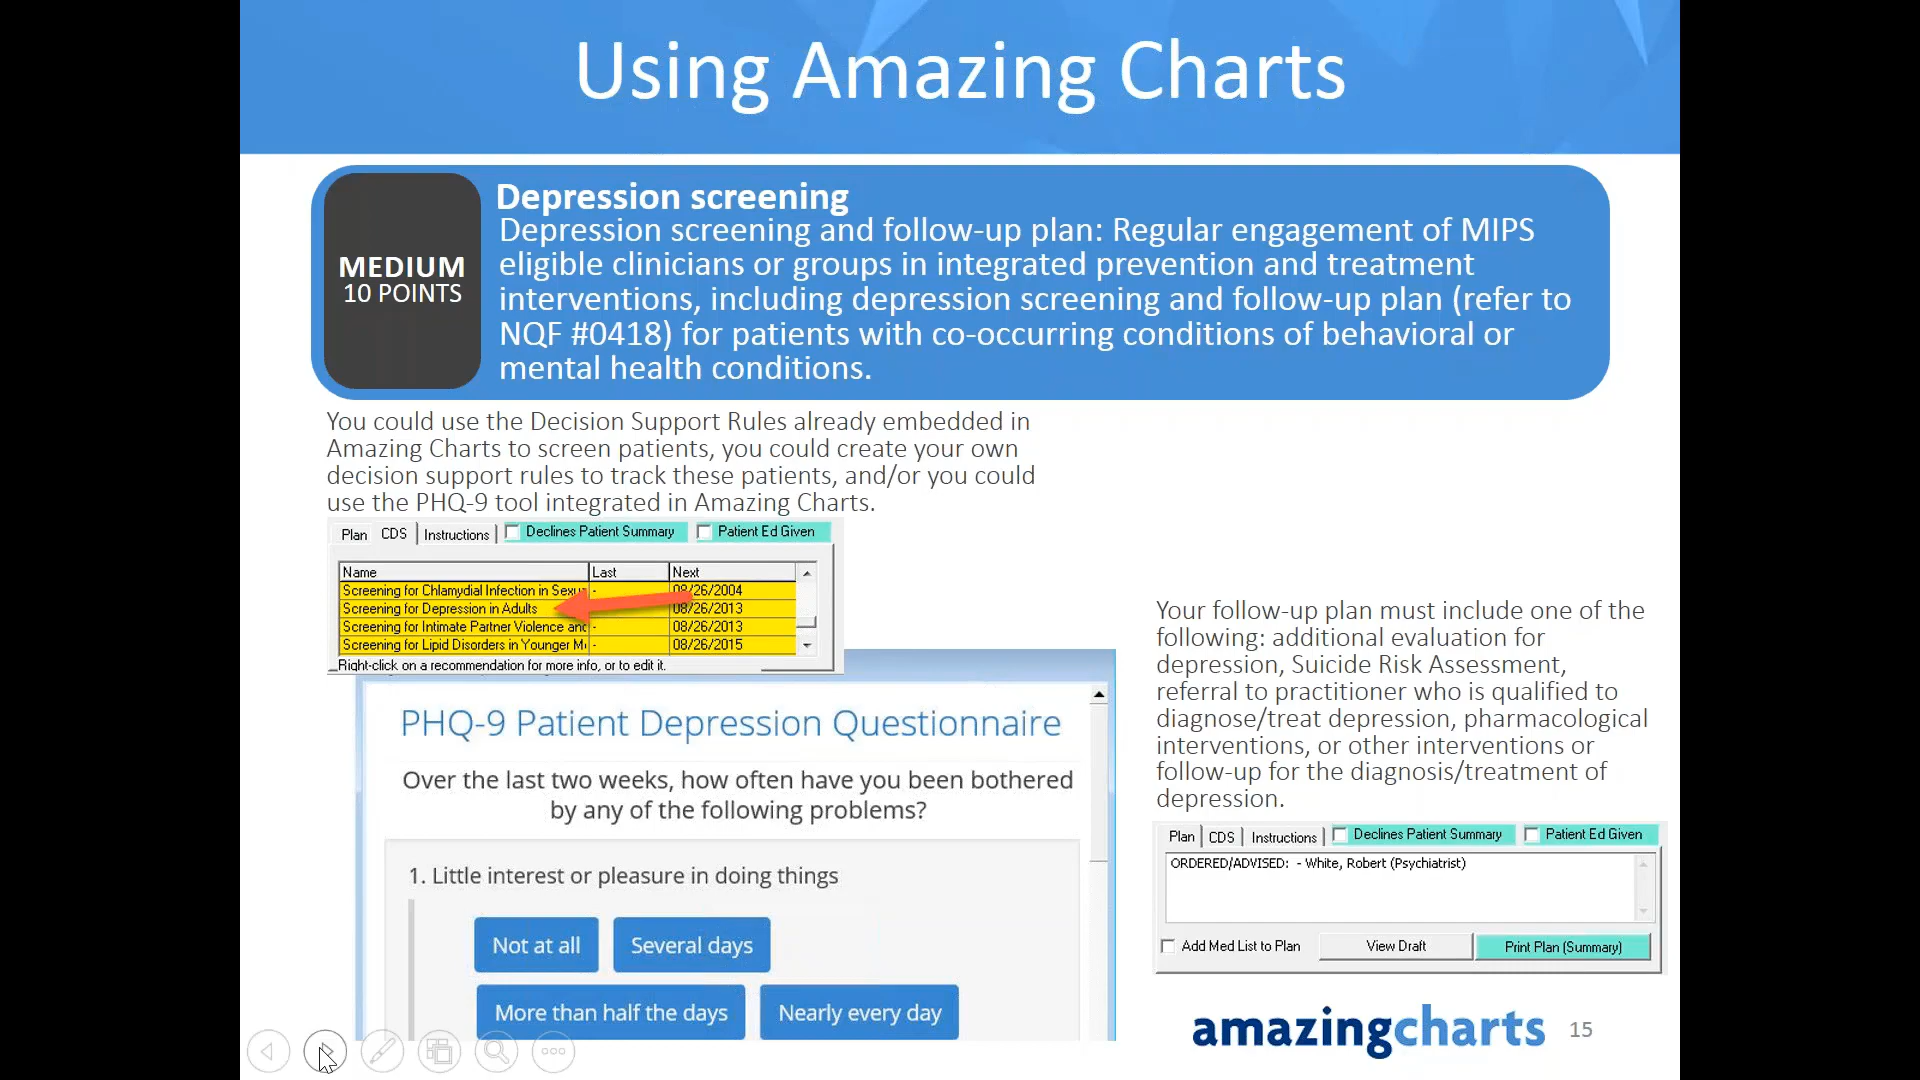 Using Amazing Charts
MEDIUM
10 POINTS
Depression screening
Depression screening and follow-up plan: Regular engagement of MIPS
eligible clinicians or groups in integrated prevention and treatment
interventions, including depression screening and follow-up plan (refer to
NQF #0418) for patients with co-occurring conditions of behavioral or
mental health conditions.
You could use the Decision Support Rules already embedded in
Amazing Charts to screen patients, you could create your own
decision support rules to track these patients, and/or you could
use the PHQ-9 tool integrated in Amazing Charts.
Plan CDS Instructions Declines Patient Summary Patient Ed Given
Name Last Next
Screening for Chlamydial Infection in Sexu - 08/26/2004
Screening for Depression in Adults 08/26/2013
Screening for Intimate Partner Violence and - 08/26/2013
Screening for Lipid Disorders in Younger M - 08/26/2015
Right-click on a recommendation for more info, or to edit it.
PHQ-9 Patient Depression Questionnaire
Over the last two weeks, how often have you been bothered
by any of the following problems?
1. Little interest or pleasure in doing things
Not at all Several days
More than half the days Nearly every day
Your follow-up plan must include one of the
following: additional evaluation for
depression, Suicide Risk Assessment,
referral to practitioner who is qualified to
diagnose/treat depression, pharmacological
interventions, or other interventions or
follow-up for the diagnosis/treatment of
depression.
Plan CDS Instructions Declines Patient Summary Patient Ed Given
ORDERED/ADVISED: - White, Robert (Psychiatrist)
Add Med List to Plan View Draft Print Plan (Summary)
amazingcharts 15